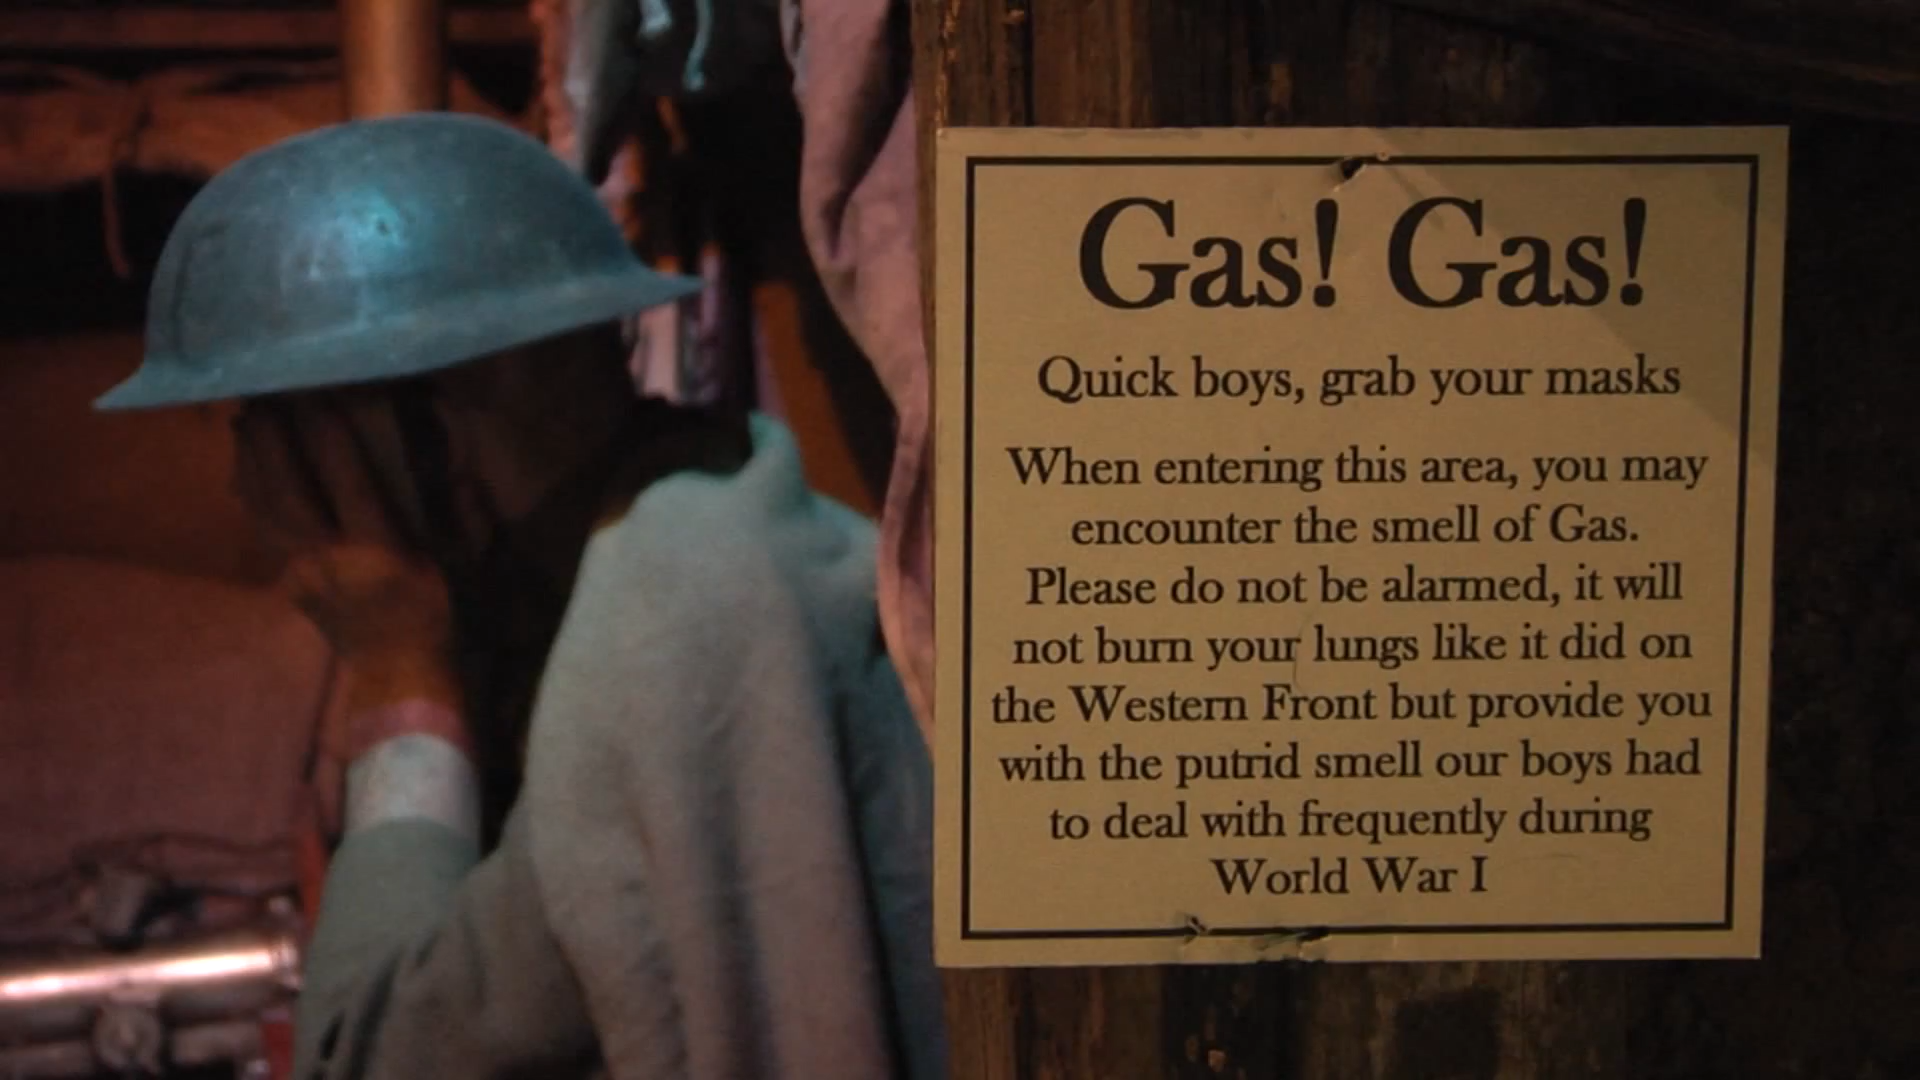 Gas! Gas!
Quick boys, grab your masks
When entering this area, you may
encounter the smell of Gas.
Please do not be alarmed, it will
not burn your lungs like it did on
the Western Front but provide you
with the putrid smell our boys had
to deal with frequently during
World War I